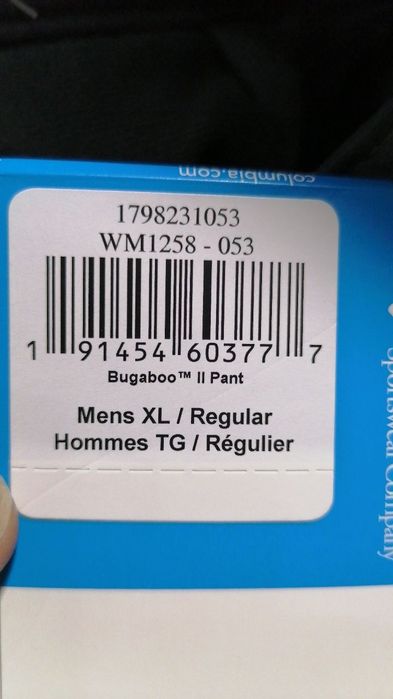 columbia.com
1798231053
WM1258 - 053
1 91454 60377 7
Bugaboo™ II Pant
Mens XL / Regular
Hommes TG / Régulier
Sportswear Company